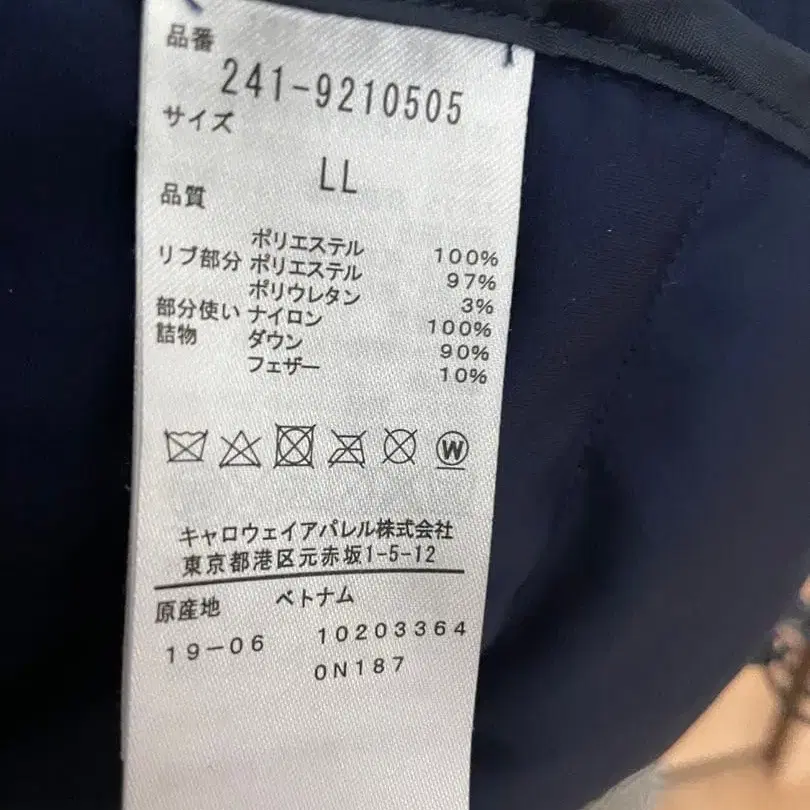 品番
241-9210505
サイズ
LL
品質
ポリエステル 100%
リブ部分 ポリエステル 97%
ポリウレタン 3%
部分使い ナイロン 100%
詰物 ダウン 90%
フェザー 10%
W
キャロウェイアパレル株式会社
東京都港区元赤坂1-5-12
原産地 ベトナム
19-06 10203364
0N187